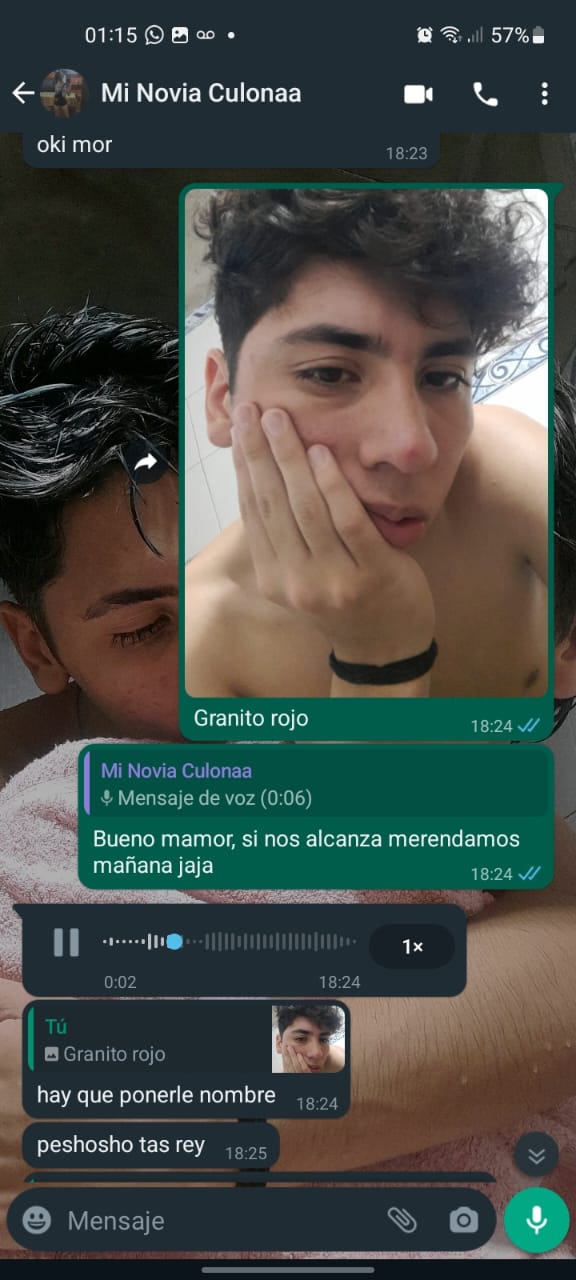 01:15
57%
Mi Novia Culonaa
oki mor
18:23
Granito rojo
18:24
Mi Novia Culonaa
Mensaje de voz (0:06)
Bueno mamor, si nos alcanza merendamos
mañana jaja
18:24
1×
0:02
18:24
Tú
Granito rojo
hay que ponerle nombre
18:24
peshosho tas rey
18:25
Mensaje